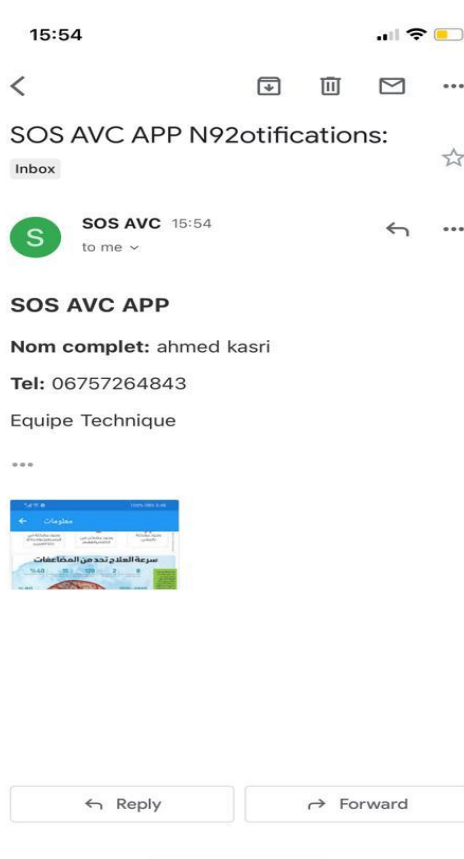 15:54
SOS AVC APP N92otifications:
Inbox
S
SOS AVC 15:54
to me
SOS AVC APP
Nom complet: ahmed kasri
Tel: 06757264843
Equipe Technique
معلومات
سرعة العلاج تحد من المضاعفات
Reply
Forward